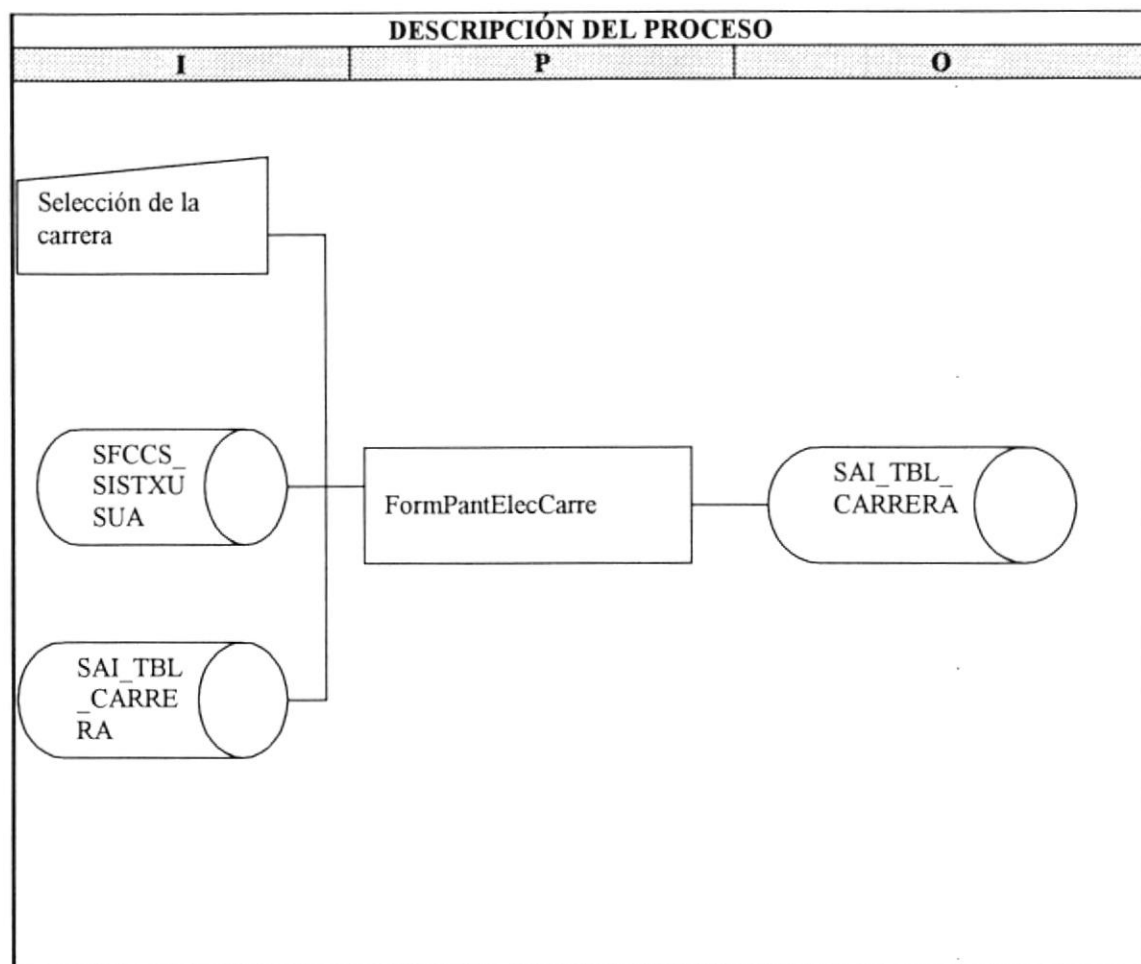 DESCRIPCIÓN DEL PROCESO
I P O
Selección de la
carrera
SFCCS_
SISTXU
SUA
FormPantElecCarre
SAI_TBL_
CARRERA
SAI_TBL
_CARRE
RA